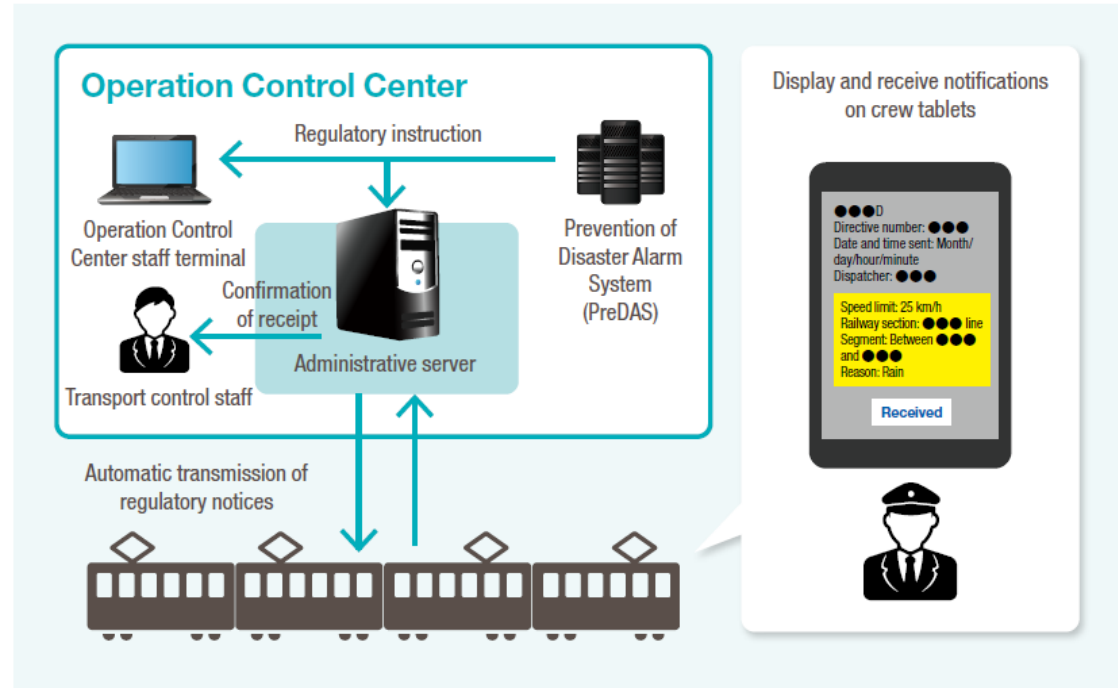 Operation Control Center
Regulatory instruction
Operation Control
Center staff terminal
Prevention of
Disaster Alarm
System
(PreDAS)
Confirmation
of receipt
Administrative server
Transport control staff
Automatic transmission of
regulatory notices
Display and receive notifications
on crew tablets
●●●D
Directive number: ●●●
Date and time sent: Month/
day/hour/minute
Dispatcher: ●●●
Speed limit: 25 km/h
Railway section: ●●● line
Segment: Between ●●●
and ●●●
Reason: Rain
Received